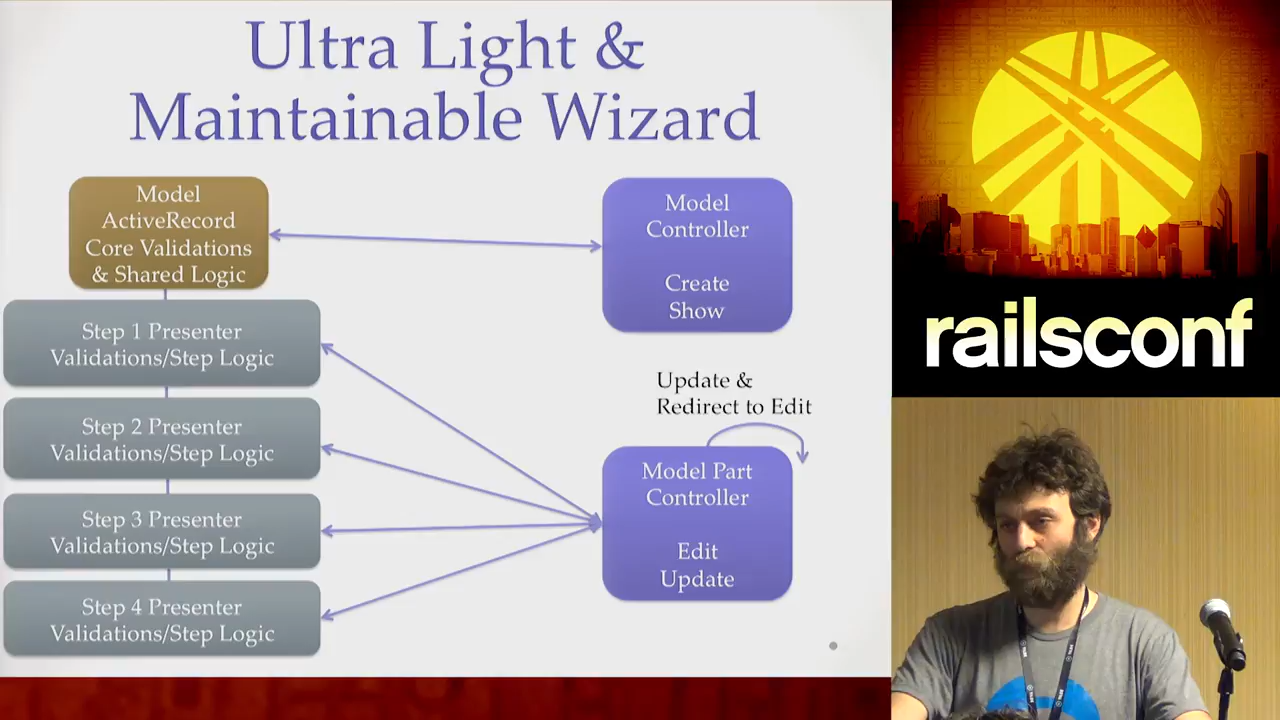 Ultra Light &
Maintainable Wizard
Model
ActiveRecord
Core Validations
& Shared Logic
Model
Controller
Create
Show
Step 1 Presenter
Validations/Step Logic
Step 2 Presenter
Validations/Step Logic
Step 3 Presenter
Validations/Step Logic
Step 4 Presenter
Validations/Step Logic
Update &
Redirect to Edit
Model Part
Controller
Edit
Update
railsconf